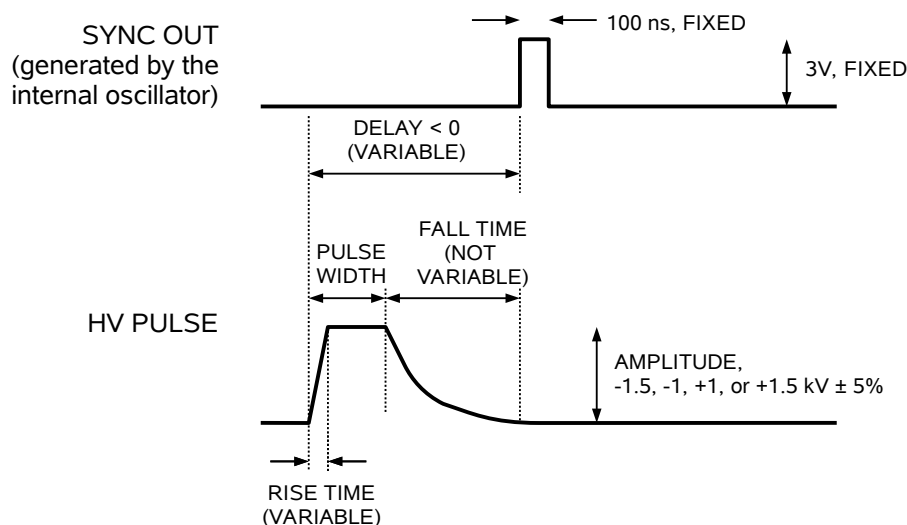 SYNC OUT
(generated by the
internal oscillator)
100 ns, FIXED
3V, FIXED
DELAY < 0
(VARIABLE)
FALL TIME
(NOT
VARIABLE)
PULSE
WIDTH
HV PULSE
AMPLITUDE,
-1.5, -1, +1, or +1.5 kV ± 5%
RISE TIME
(VARIABLE)